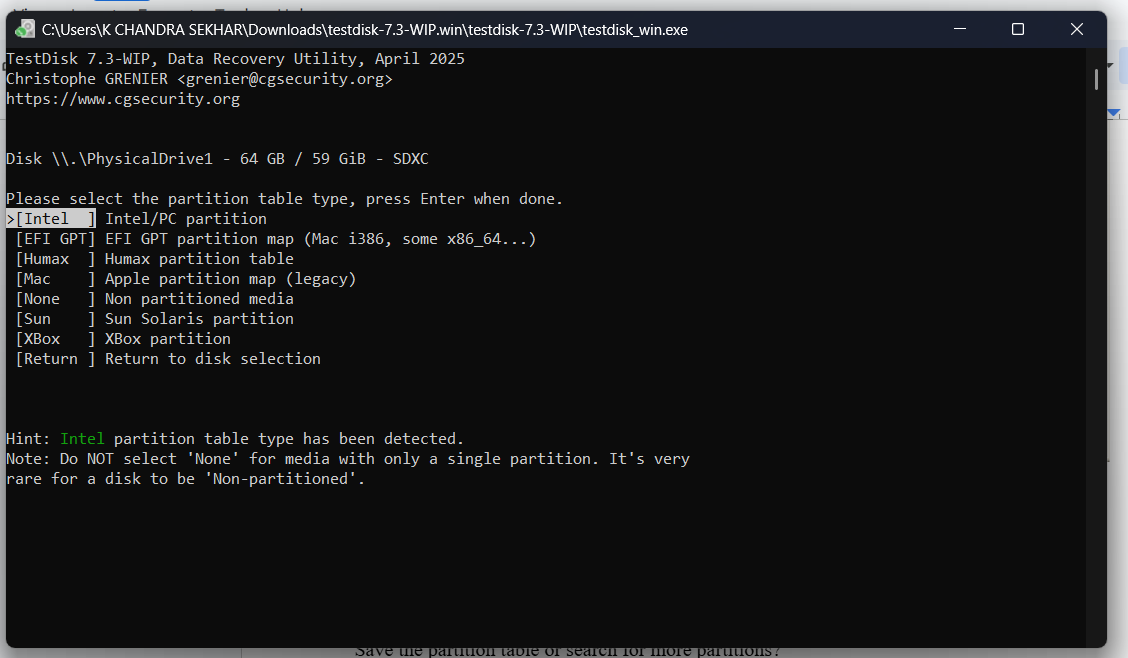 C:\Users\K CHANDRA SEKHAR\Downloads\testdisk-7.3-WIP.win\testdisk-7.3-WIP\testdisk_win.exe
TestDisk 7.3-WIP, Data Recovery Utility, April 2025
Christophe GRENIER <grenier@cgsecurity.org>
https://www.cgsecurity.org
Disk \\.\PhysicalDrive1 - 64 GB / 59 GiB - SDXC
Please select the partition table type, press Enter when done.
>[Intel  ] Intel/PC partition
[EFI GPT] EFI GPT partition map (Mac i386, some x86_64...)
[Humax  ] Humax partition table
[Mac    ] Apple partition map (legacy)
[None   ] Non partitioned media
[Sun    ] Sun Solaris partition
[XBox   ] XBox partition
[Return ] Return to disk selection
Hint: Intel partition table type has been detected.
Note: Do NOT select 'None' for media with only a single partition. It's very
rare for a disk to be 'Non-partitioned'.
Save the partition table or search for more partitions?